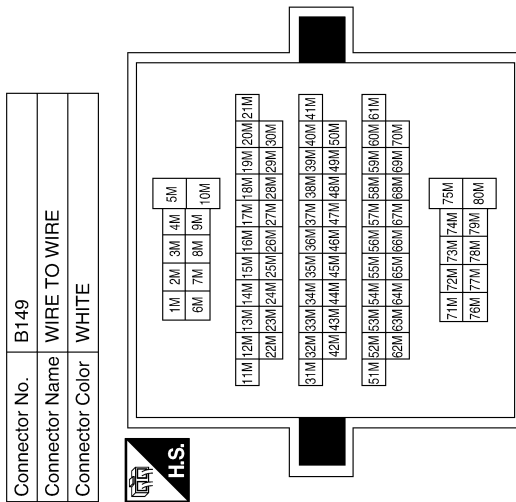 Connector No. B149
Connector Name WIRE TO WIRE
Connector Color WHITE
H.S.
1M 2M 3M 4M 5M
6M 7M 8M 9M 10M
11M 12M 13M 14M 15M 16M 17M 18M 19M 20M 21M
22M 23M 24M 25M 26M 27M 28M 29M 30M
31M 32M 33M 34M 35M 36M 37M 38M 39M 40M 41M
42M 43M 44M 45M 46M 47M 48M 49M 50M
51M 52M 53M 54M 55M 56M 57M 58M 59M 60M 61M
62M 63M 64M 65M 66M 67M 68M 69M 70M
71M 72M 73M 74M 75M
76M 77M 78M 79M 80M